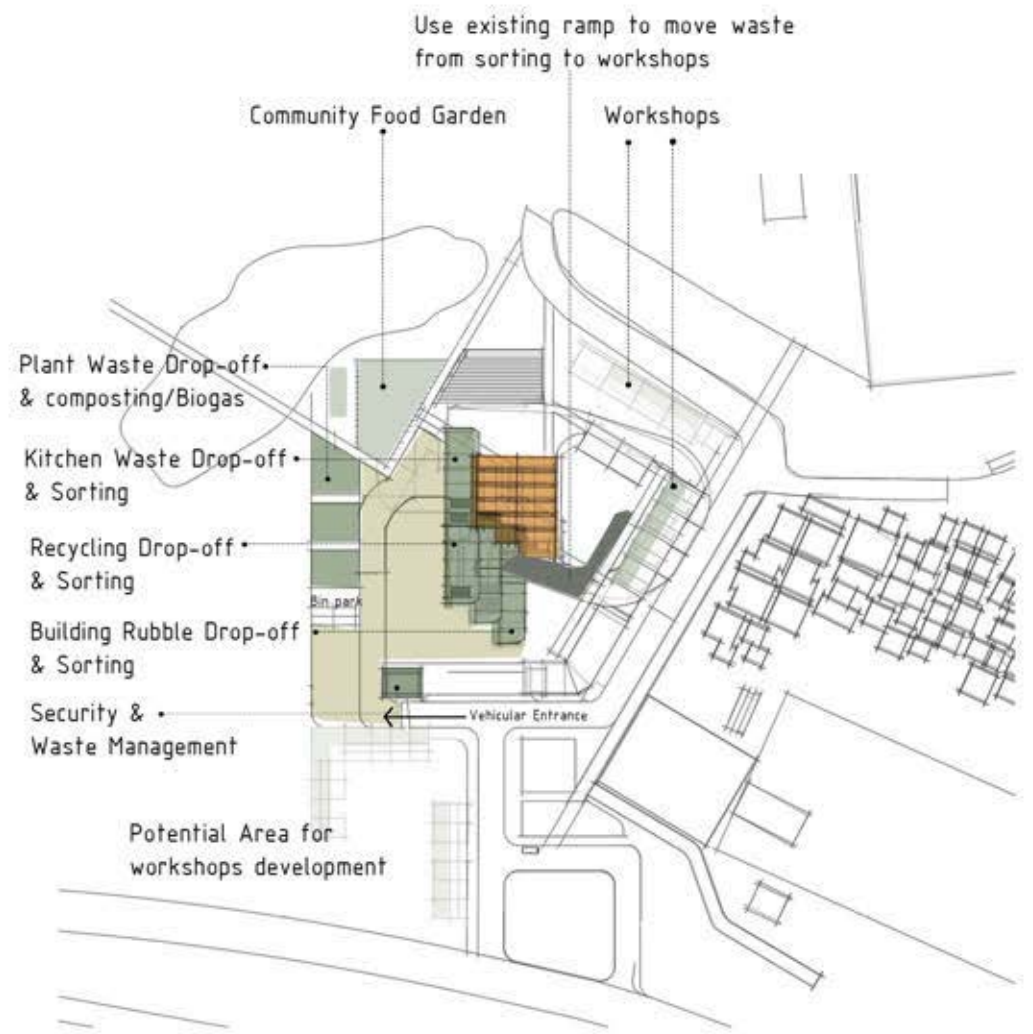 Use existing ramp to move waste
from sorting to workshops
Community Food Garden
Workshops
Plant Waste Drop-off
& composting/Biogas
Kitchen Waste Drop-off
& Sorting
Recycling Drop-off
& Sorting
Bin park
Building Rubble Drop-off
& Sorting
Security &
Waste Management
Vehicular Entrance
Potential Area for
workshops development